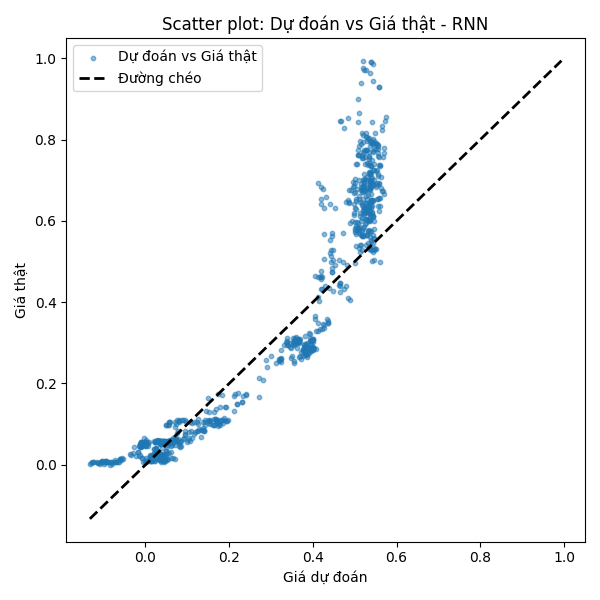 Scatter plot: Dự đoán vs Giá thật - RNN
Dự đoán vs Giá thật
Đường chéo
1.0
0.8
0.6
0.4
0.2
0.0
Giá thật
0.0 0.2 0.4 0.6 0.8 1.0
Giá dự đoán